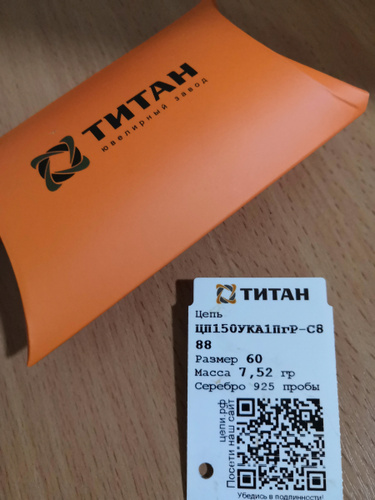 ТИТАН
ювелирный завод
ТИТАН
Цепь
ЦП150УКА1ПгР-С8
88
Размер 60
Масса 7,52 гр
Серебро 925 пробы
цепи.рф
Посети наш сайт
Убедись в подлинности!